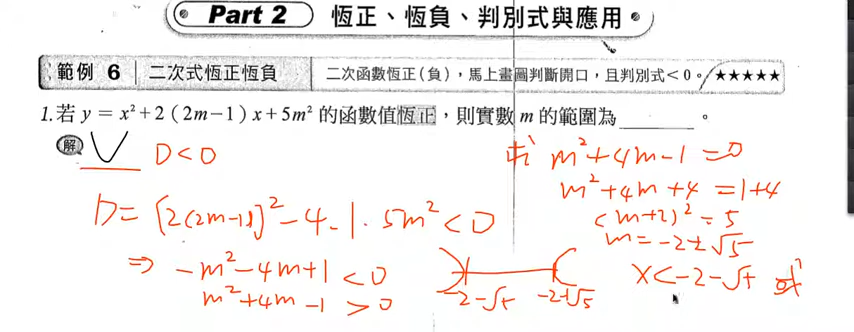 Part 2 恆正、恆負、判別式與應用
範例 6 二次式恆正恆負 二次函數恆正(負),馬上畫圖判斷開口,且判別式<0。 ★★★★★
1.若 y = x²+2(2m−1)x+5m² 的函數值恆正,則實數 m 的範圍為______。
解 D<0
D= [2(2m-1)]² - 4·1·5m² < 0
⇒ -m²-4m+1 < 0
m²+4m-1 > 0
-2-√5 -2+√5
m²+4m-1=0
m²+4m+4 =1+4
(m+2)² = 5
m=-2±√5
x<-2-√5 或